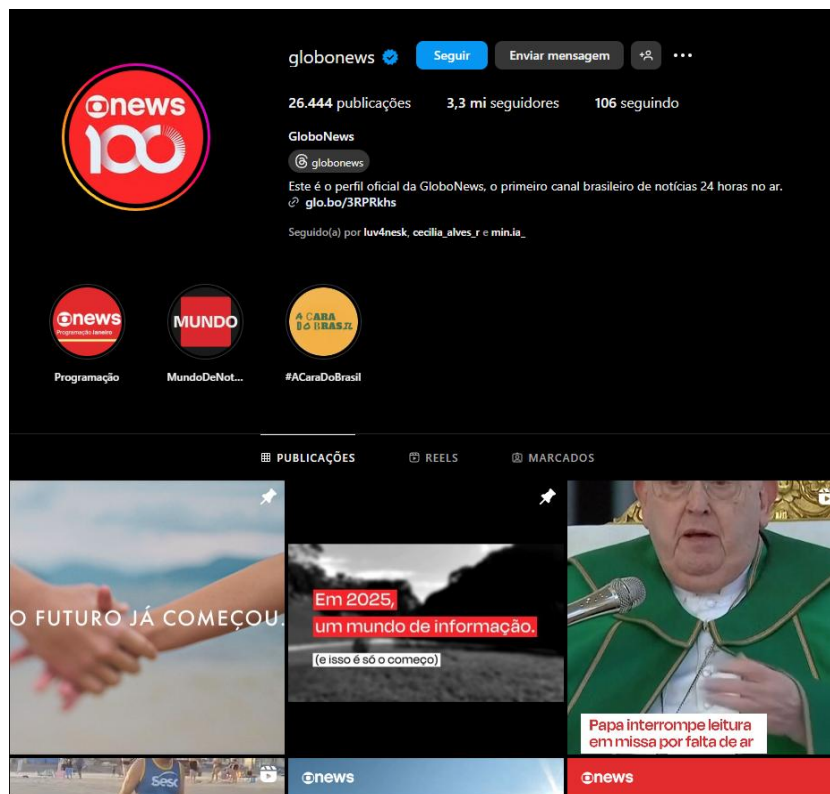 globonews
Seguir
Enviar mensagem
26.444 publicações
3,3 mi seguidores
106 seguindo
GloboNews
globonews
Este é o perfil oficial da GloboNews, o primeiro canal brasileiro de notícias 24 horas no ar.
glo.bo/3RPRkhs
Seguido(a) por luv4nesk, cecilia_alves_r e min.ia_
news
100
news
Programação Janeiro
MUNDO
A CARA
DO BRASIL
Programação
MundoDeNot...
#ACaraDoBrasil
PUBLICAÇÕES
REELS
MARCADOS
O FUTURO JÁ COMEÇOU.
Em 2025,
um mundo de informação.
(e isso é só o começo)
Papa interrompe leitura
em missa por falta de ar
Sesc
news
news